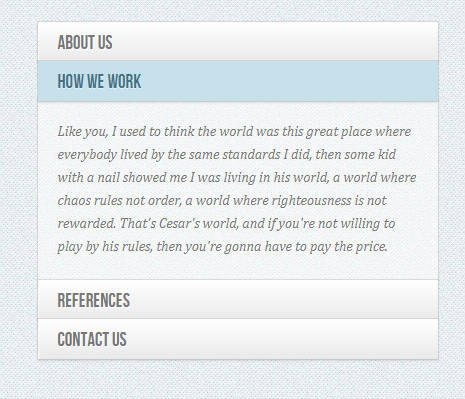 ABOUT US
HOW WE WORK
Like you, I used to think the world was this great place where
everybody lived by the same standards I did, then some kid
with a nail showed me I was living in his world, a world where
chaos rules not order, a world where righteousness is not
rewarded. That's Cesar's world, and if you're not willing to
play by his rules, then you're gonna have to pay the price.
REFERENCES
CONTACT US